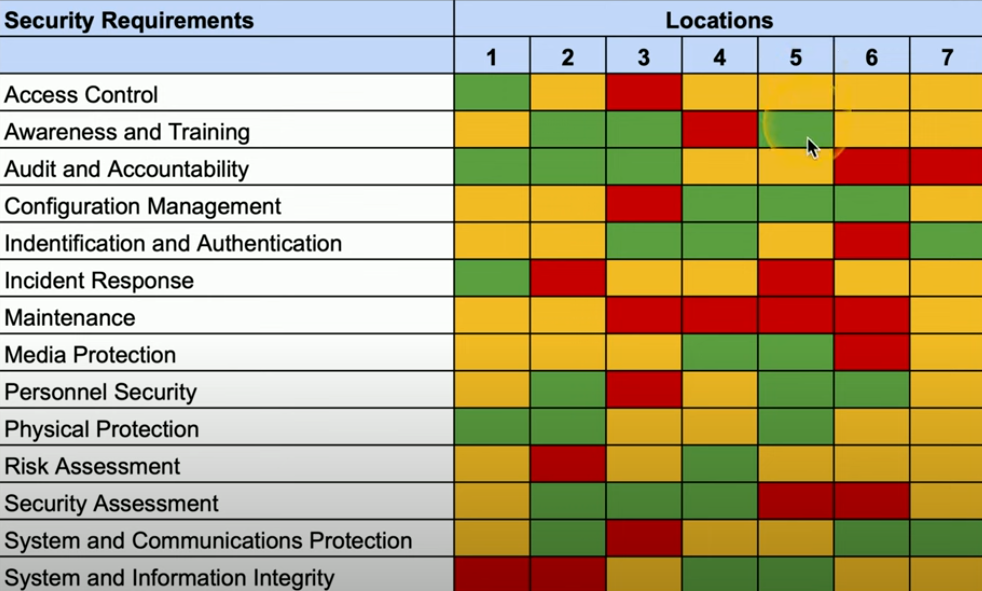 Security Requirements Locations
1 2 3 4 5 6 7
Access Control
Awareness and Training
Audit and Accountability
Configuration Management
Indentification and Authentication
Incident Response
Maintenance
Media Protection
Personnel Security
Physical Protection
Risk Assessment
Security Assessment
System and Communications Protection
System and Information Integrity